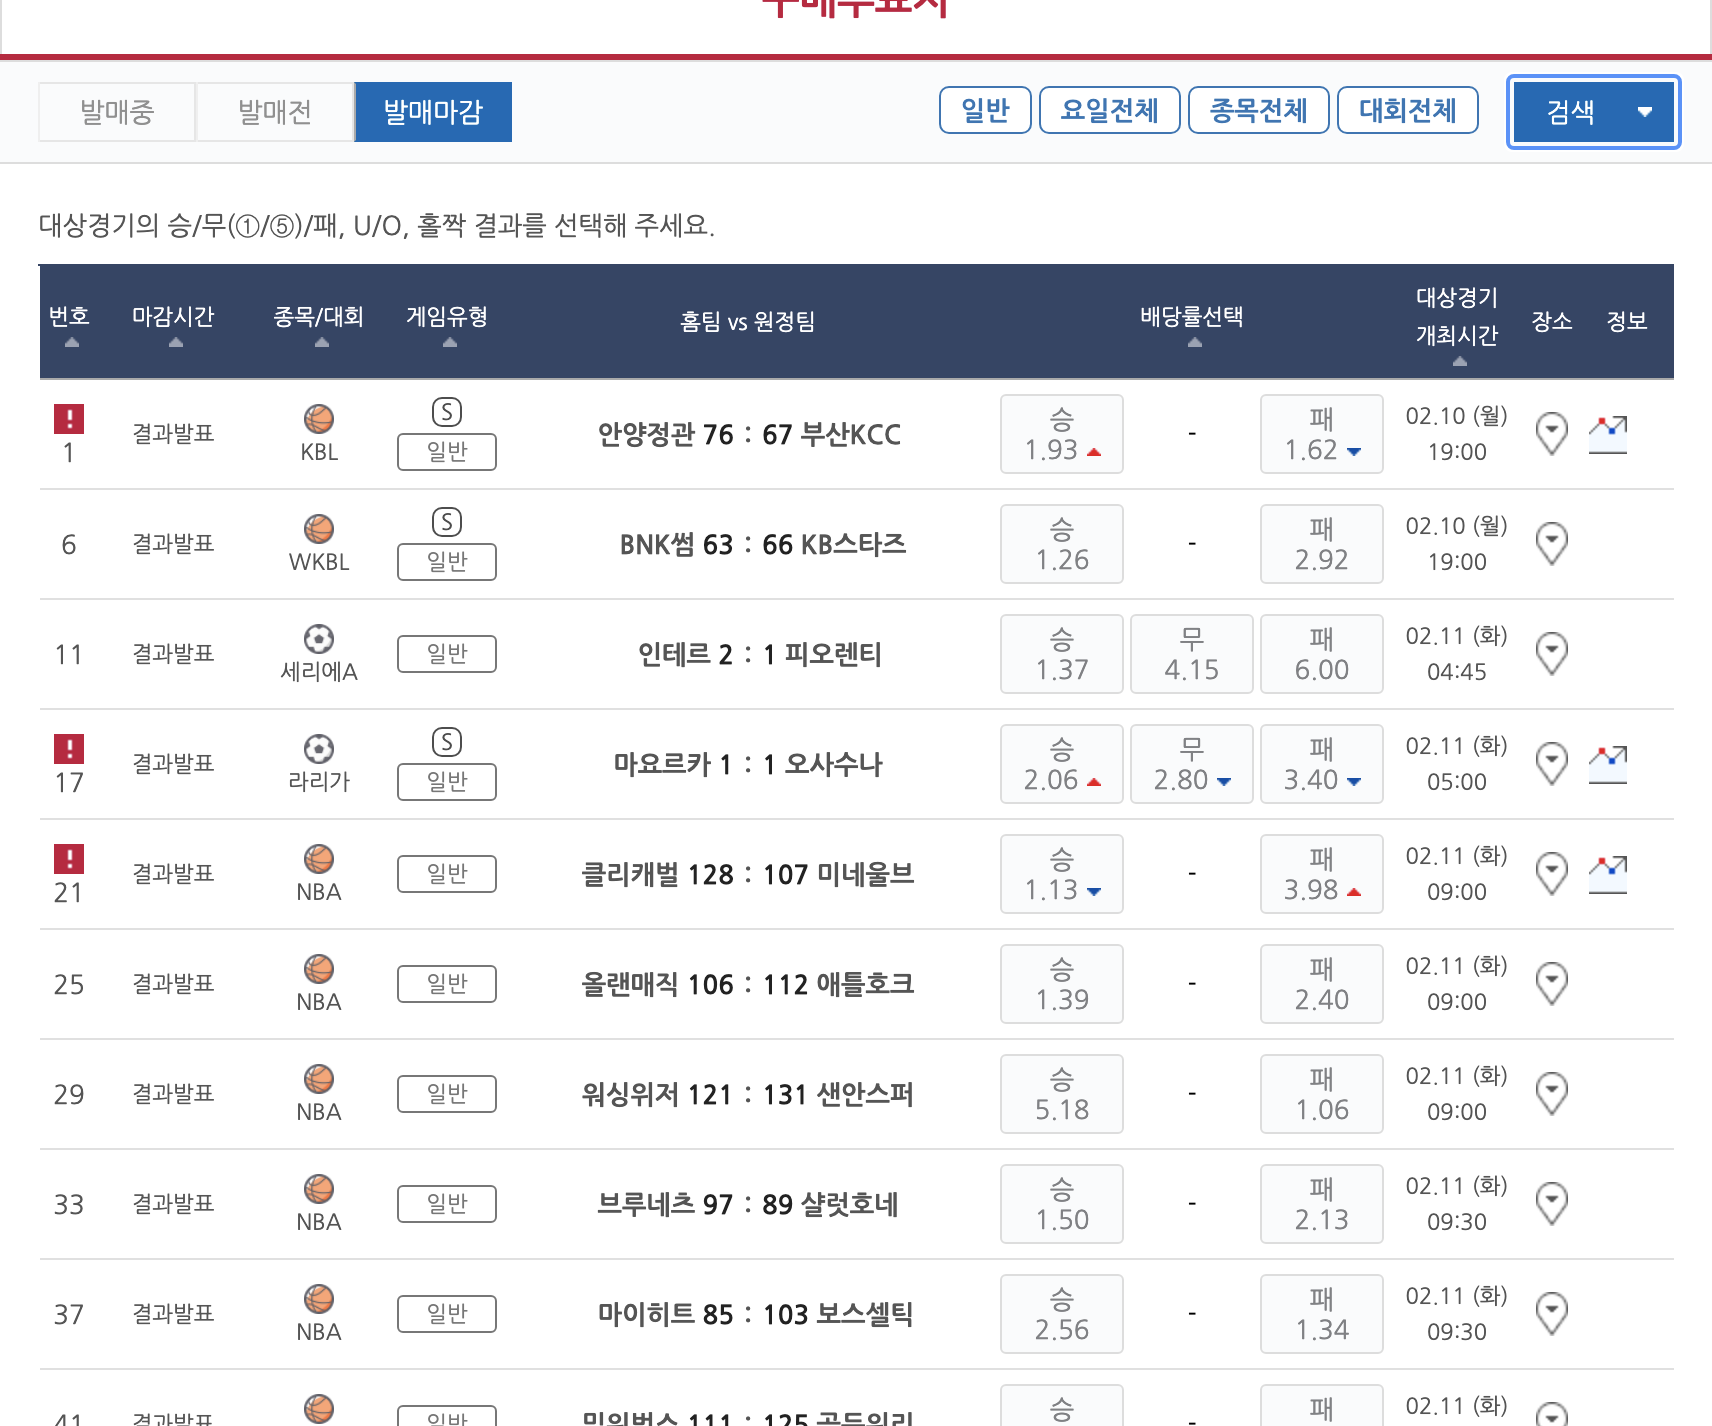 구매투표지
발매중 발매전 발매마감 일반 요일전체 종목전체 대회전체 검색
대상경기의 승/무(①/⑤)/패, U/O, 홀짝 결과를 선택해 주세요.
번호 마감시간 종목/대회 게임유형 홈팀 vs 원정팀 배당률선택 대상경기 개최시간 장소 정보
! 1 결과발표 KBL S 일반 안양정관 76 : 67 부산KCC 승 1.93 - 패 1.62 02.10 (월) 19:00
6 결과발표 WKBL S 일반 BNK썸 63 : 66 KB스타즈 승 1.26 - 패 2.92 02.10 (월) 19:00
11 결과발표 세리에A 일반 인테르 2 : 1 피오렌티 승 1.37 무 4.15 패 6.00 02.11 (화) 04:45
! 17 결과발표 라리가 S 일반 마요르카 1 : 1 오사수나 승 2.06 무 2.80 패 3.40 02.11 (화) 05:00
! 21 결과발표 NBA 일반 클리캐벌 128 : 107 미네울브 승 1.13 - 패 3.98 02.11 (화) 09:00
25 결과발표 NBA 일반 올랜매직 106 : 112 애틀호크 승 1.39 - 패 2.40 02.11 (화) 09:00
29 결과발표 NBA 일반 워싱위저 121 : 131 샌안스퍼 승 5.18 - 패 1.06 02.11 (화) 09:00
33 결과발표 NBA 일반 브루네츠 97 : 89 샬럿호네 승 1.50 - 패 2.13 02.11 (화) 09:30
37 결과발표 NBA 일반 마이히트 85 : 103 보스셀틱 승 2.56 - 패 1.34 02.11 (화) 09:30
41 결과발표 일반 밀워벅스 111 : 125 골든워리 승 - 패 02.11 (화)